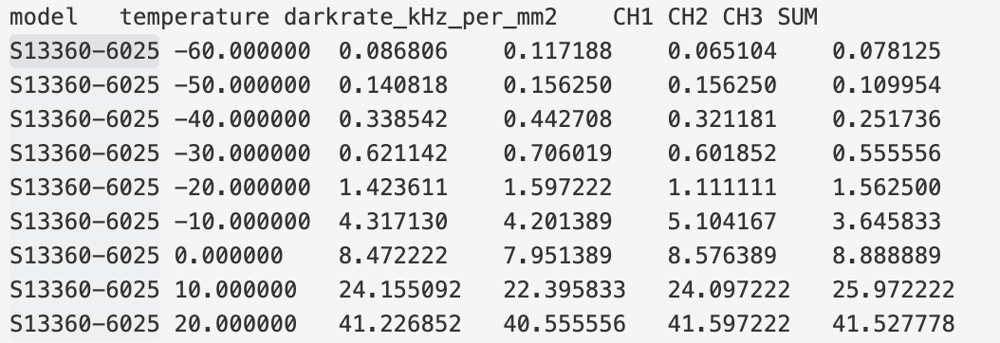 model temperature darkrate_kHz_per_mm2 CH1 CH2 CH3 SUM
S13360-6025 -60.000000 0.086806 0.117188 0.065104 0.078125
S13360-6025 -50.000000 0.140818 0.156250 0.156250 0.109954
S13360-6025 -40.000000 0.338542 0.442708 0.321181 0.251736
S13360-6025 -30.000000 0.621142 0.706019 0.601852 0.555556
S13360-6025 -20.000000 1.423611 1.597222 1.111111 1.562500
S13360-6025 -10.000000 4.317130 4.201389 5.104167 3.645833
S13360-6025 0.000000 8.472222 7.951389 8.576389 8.888889
S13360-6025 10.000000 24.155092 22.395833 24.097222 25.972222
S13360-6025 20.000000 41.226852 40.555556 41.597222 41.527778